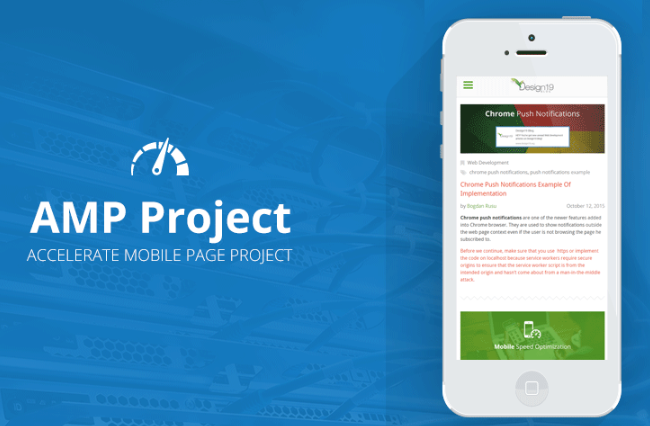 AMP Project
ACCELERATE MOBILE PAGE PROJECT
Design19
Chrome Push Notifications
Web Development
chrome push notifications, push notifications example
Chrome Push Notifications Example Of
Implementation
by Bogdan Rusu
October 12, 2015
Chrome push notifications are one of the newer features added
into Chrome browser. They are used to show notifications outside
the web page context even if the user is not browsing the page he
subscribed to.
Before we continue, make sure that you use https or implement
the code on localhost because service workers require secure
origins to ensure that the service worker script is from the
intended origin and hasn't come about from a man-in-the-middle
attack.
Mobile Speed Optimization